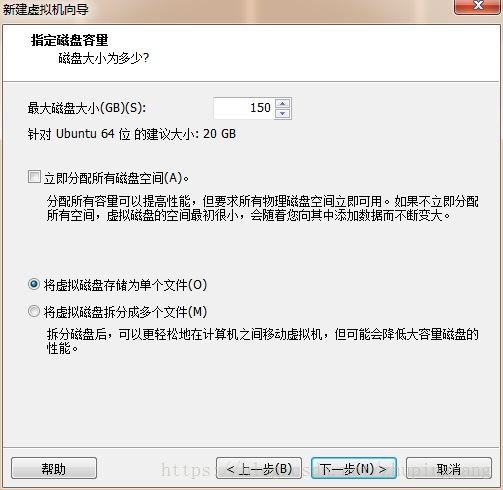 新建虚拟机向导
指定磁盘容量
磁盘大小为多少?
最大磁盘大小(GB)(S): 150
针对 Ubuntu 64 位 的建议大小: 20 GB
立即分配所有磁盘空间(A)。
分配所有容量可以提高性能，但要求所有物理磁盘空间立即可用。如果不立即分配
所有空间，虚拟磁盘的空间最初很小，会随着您向其中添加数据而不断变大。
将虚拟磁盘存储为单个文件(O)
将虚拟磁盘拆分成多个文件(M)
拆分磁盘后，可以更轻松地在计算机之间移动虚拟机，但可能会降低大容量磁盘的
性能。
帮助 < 上一步(B) 下一步(N) > 取消